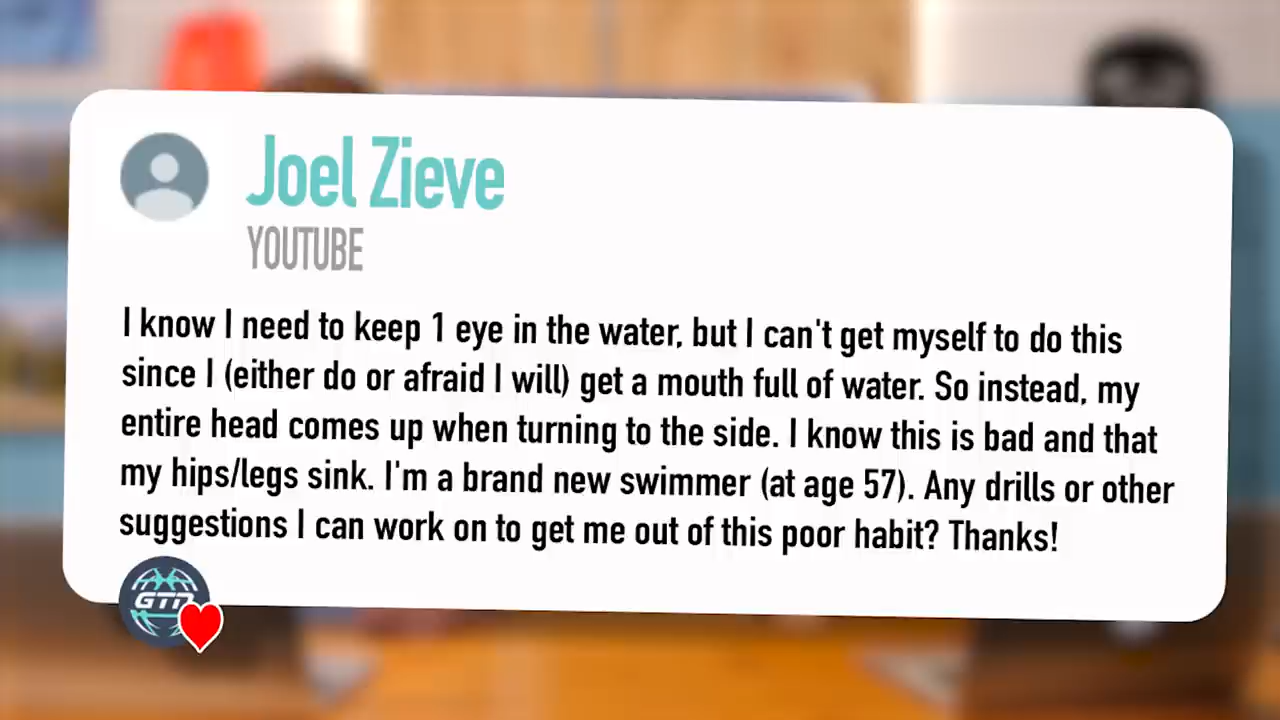 Joel Zieve
YOUTUBE
I know I need to keep 1 eye in the water, but I can't get myself to do this
since I (either do or afraid I will) get a mouth full of water. So instead, my
entire head comes up when turning to the side. I know this is bad and that
my hips/legs sink. I'm a brand new swimmer (at age 57). Any drills or other
suggestions I can work on to get me out of this poor habit? Thanks!
GTN